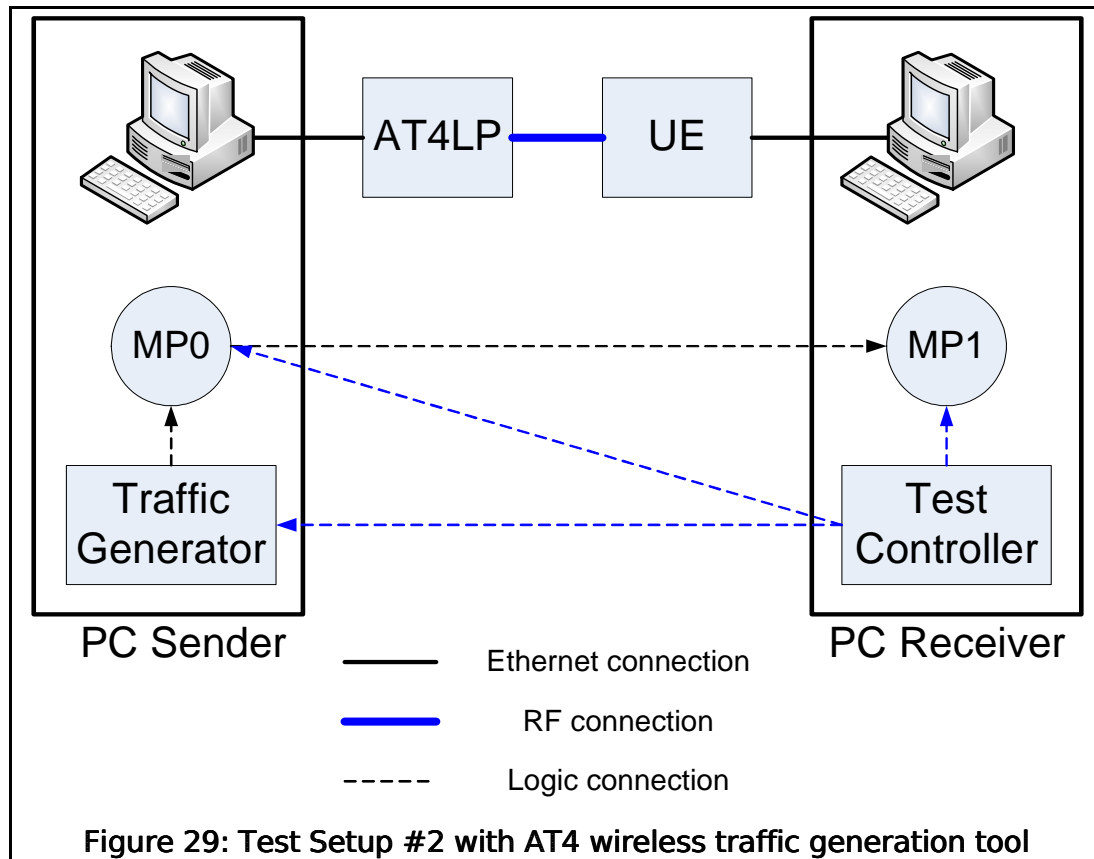 AT4LP
UE
MP0
MP1
Traffic
Generator
Test
Controller
PC Sender
PC Receiver
Ethernet connection
RF connection
Logic connection
Figure 29: Test Setup #2 with AT4 wireless traffic generation tool